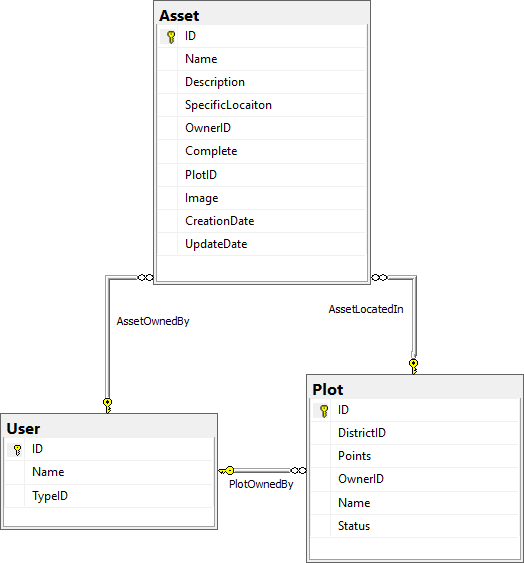 Asset
ID
Name
Description
SpecificLocaiton
OwnerID
Complete
PlotID
Image
CreationDate
UpdateDate
AssetOwnedBy
AssetLocatedIn
User
ID
Name
TypeID
PlotOwnedBy
Plot
ID
DistrictID
Points
OwnerID
Name
Status